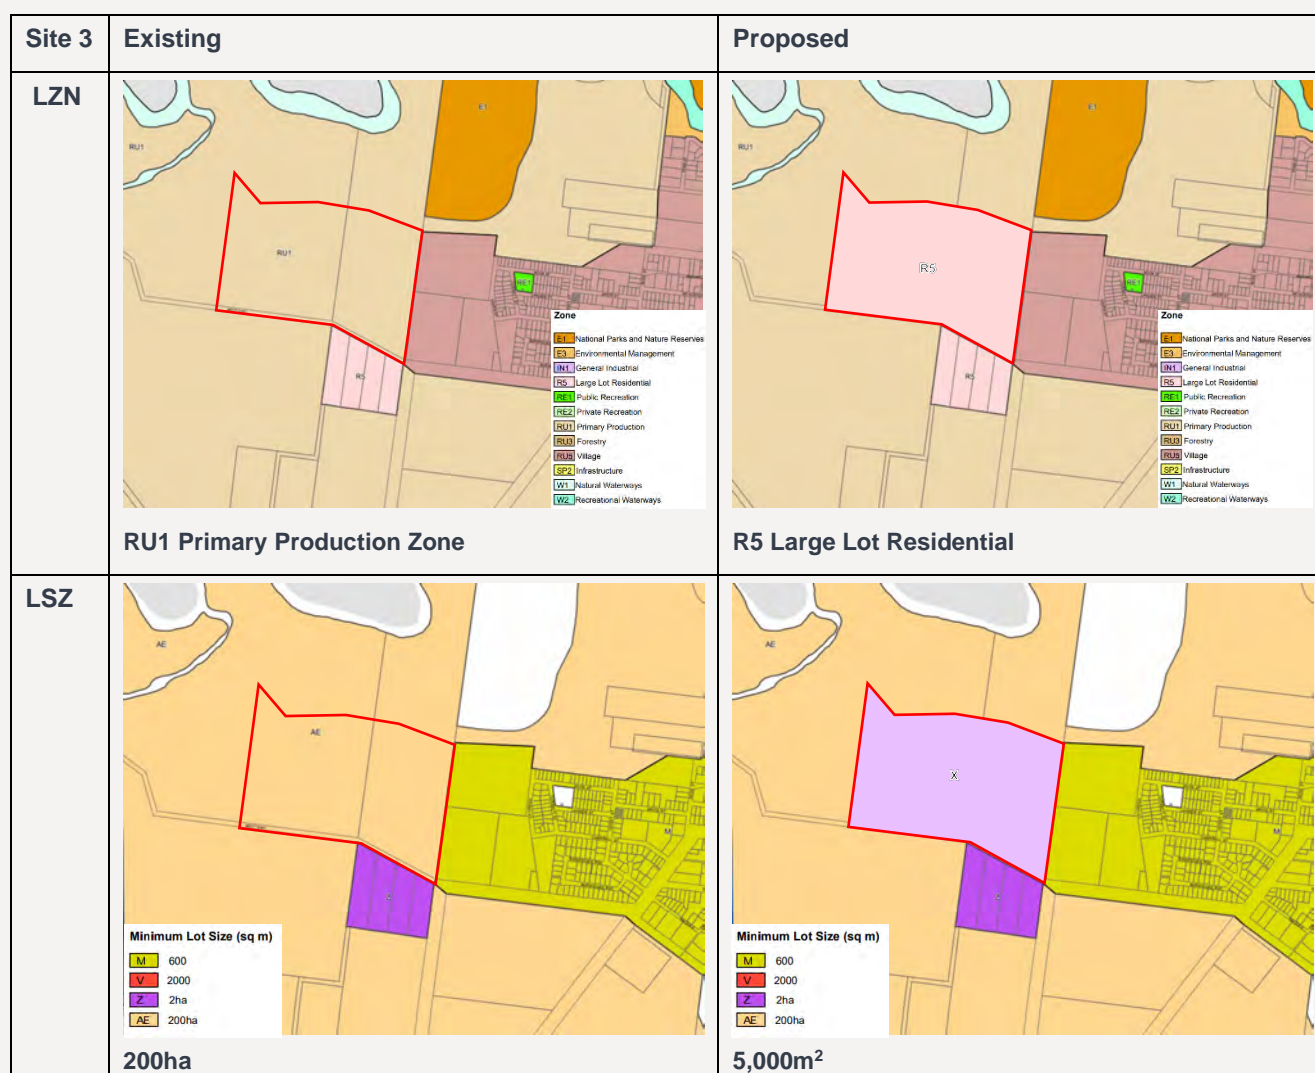 Site 3 Existing Proposed
LZN
E1
RU1
RU1
RE1
R5
Zone
E1 National Parks and Nature Reserves
E3 Environmental Management
IN1 General Industrial
R5 Large Lot Residential
RE1 Public Recreation
RE2 Private Recreation
RU1 Primary Production
RU3 Forestry
RU5 Village
SP2 Infrastructure
W1 Natural Waterways
W2 Recreational Waterways
RU1 Primary Production Zone
E1
RU1
R5
RE1
R5
Zone
E1 National Parks and Nature Reserves
E3 Environmental Management
IN1 General Industrial
R5 Large Lot Residential
RE1 Public Recreation
RE2 Private Recreation
RU1 Primary Production
RU3 Forestry
RU5 Village
SP2 Infrastructure
W1 Natural Waterways
W2 Recreational Waterways
R5 Large Lot Residential
LSZ
AE
AE
M
Z
Minimum Lot Size (sq m)
M 600
V 2000
Z 2ha
AE 200ha
200ha
AE
X
M
Z
Minimum Lot Size (sq m)
M 600
V 2000
Z 2ha
AE 200ha
5,000m²